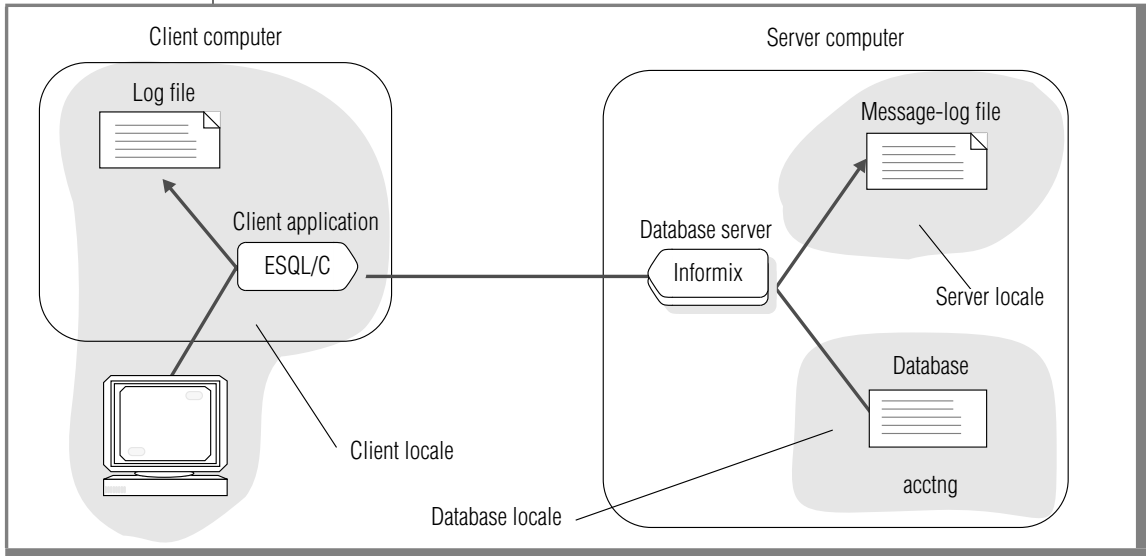 Client computer
Server computer
Log file
Message-log file
Client application
ESQL/C
Database server
Informix
Server locale
Database
Client locale
acctng
Database locale